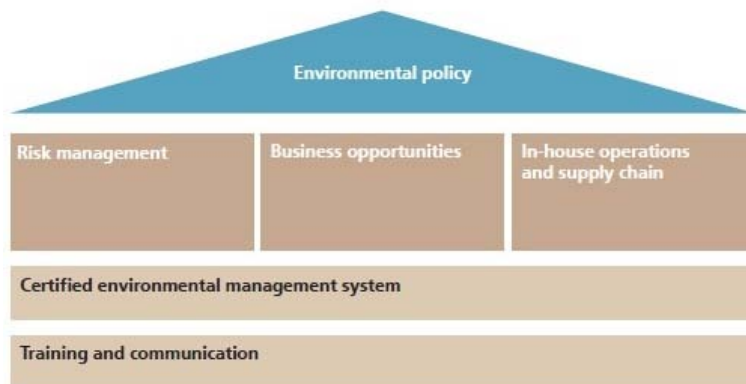 Environmental policy
Risk management
Business opportunities
In-house operations
and supply chain
Certified environmental management system
Training and communication